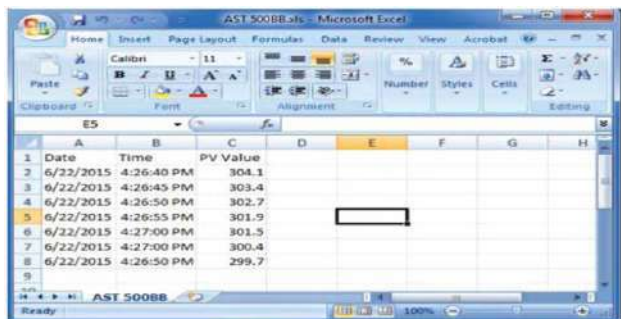 AST 500BB.xls - Microsoft Excel
Home Insert Page Layout Formulas Data Review View Acrobat
Paste
Calibri 11
B I U A A
% Number Styles Cells
Clipboard Font Alignment Editing
E5 fx
A B C D E F G H
1 Date Time PV Value
2 6/22/2015 4:26:40 PM 304.1
3 6/22/2015 4:26:45 PM 303.4
4 6/22/2015 4:26:50 PM 302.7
5 6/22/2015 4:26:55 PM 301.9
6 6/22/2015 4:27:00 PM 301.5
7 6/22/2015 4:27:00 PM 300.4
8 6/22/2015 4:26:50 PM 299.7
9
AST 500BB
Ready 100%